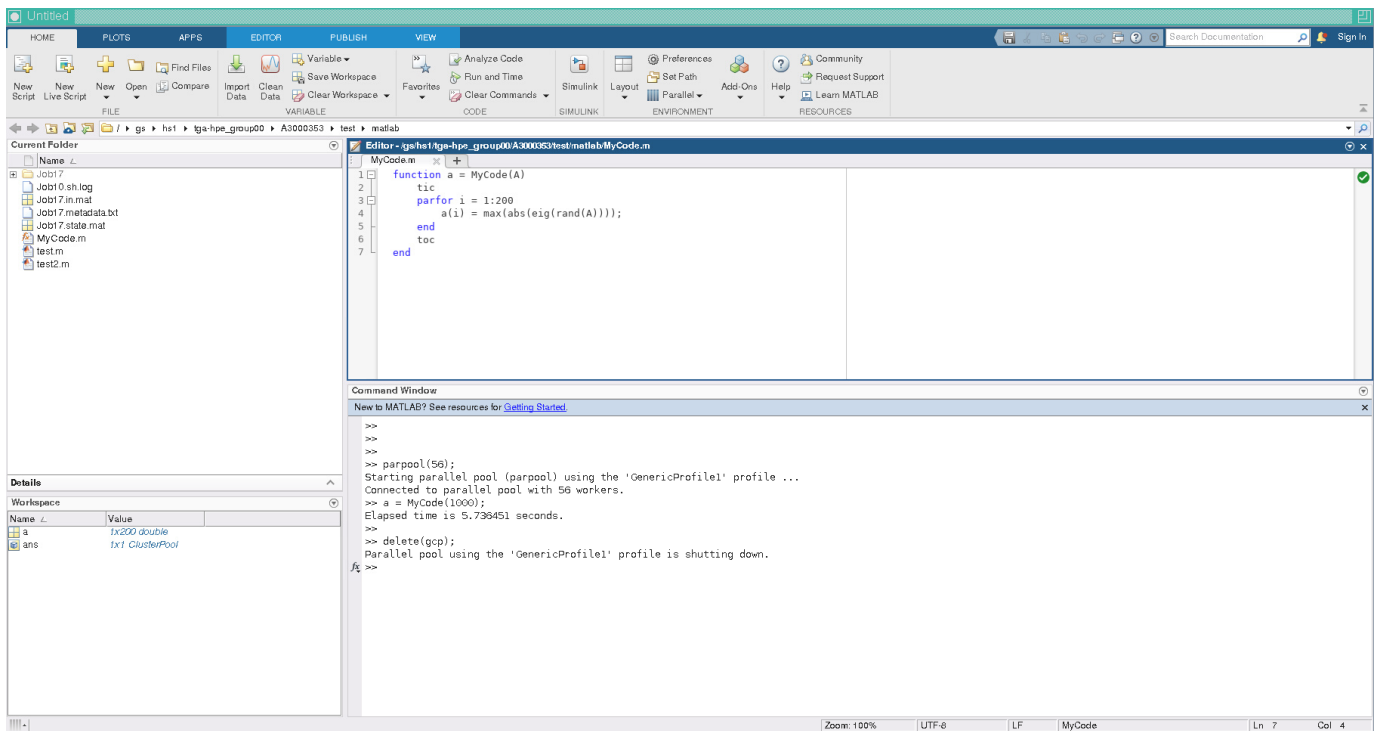 Untitled
HOME PLOTS APPS EDITOR PUBLISH VIEW Search Documentation Sign In
New Script New Live Script New Open Find Files Compare
FILE
Import Data Clean Data Variable Save Workspace Clear Workspace
VARIABLE
Favorites Analyze Code Run and Time Clear Commands
CODE
Simulink
SIMULINK
Layout Preferences Set Path Parallel Add-Ons
ENVIRONMENT
Help Community Request Support Learn MATLAB
RESOURCES
/ gs hs1 tga-hpe_group00 A3000353 test matlab
Current Folder
Name
Job17
Job10.sh.log
Job17.in.mat
Job17.metadata.txt
Job17.state.mat
MyCode.m
test.m
test2.m
Details
Workspace
Name Value
a 1x200 double
ans 1x1 ClusterPool
Editor - /gs/hs1/tga-hpe_group00/A3000353/test/matlab/MyCode.m
MyCode.m
1 function a = MyCode(A)
2 tic
3 parfor i = 1:200
4 a(i) = max(abs(eig(rand(A))));
5 end
6 toc
7 end
Command Window
New to MATLAB? See resources for Getting Started.
>>
>>
>>
>> parpool(56);
Starting parallel pool (parpool) using the 'GenericProfile1' profile ...
Connected to parallel pool with 56 workers.
>> a = MyCode(1000);
Elapsed time is 5.736451 seconds.
>>
>> delete(gcp);
Parallel pool using the 'GenericProfile1' profile is shutting down.
fx >>
Zoom: 100% UTF-8 LF MyCode Ln 7 Col 4